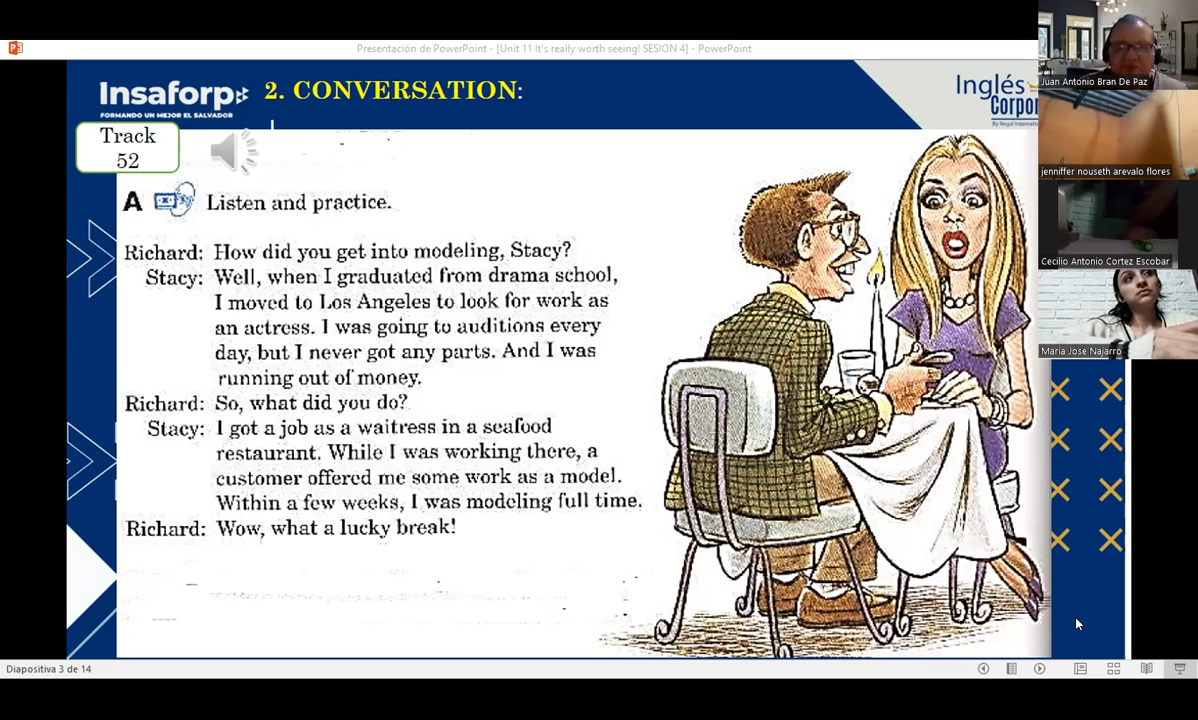 Presentación de PowerPoint - [Unit 11 It's really worth seeing! SESION 4] - PowerPoint
Insaforp
FORMANDO UN MEJOR EL SALVADOR
2. CONVERSATION:
Inglés
Track
52
A Listen and practice.
Richard: How did you get into modeling, Stacy?
Stacy: Well, when I graduated from drama school,
I moved to Los Angeles to look for work as
an actress. I was going to auditions every
day, but I never got any parts. And I was
running out of money.
Richard: So, what did you do?
Stacy: I got a job as a waitress in a seafood
restaurant. While I was working there, a
customer offered me some work as a model.
Within a few weeks, I was modeling full time.
Richard: Wow, what a lucky break!
Juan Antonio Bran De Paz
jenniffer nouseth arevalo flores
Cecilio Antonio Cortez Escobar
Maria José Najarro
Diapositiva 3 de 14